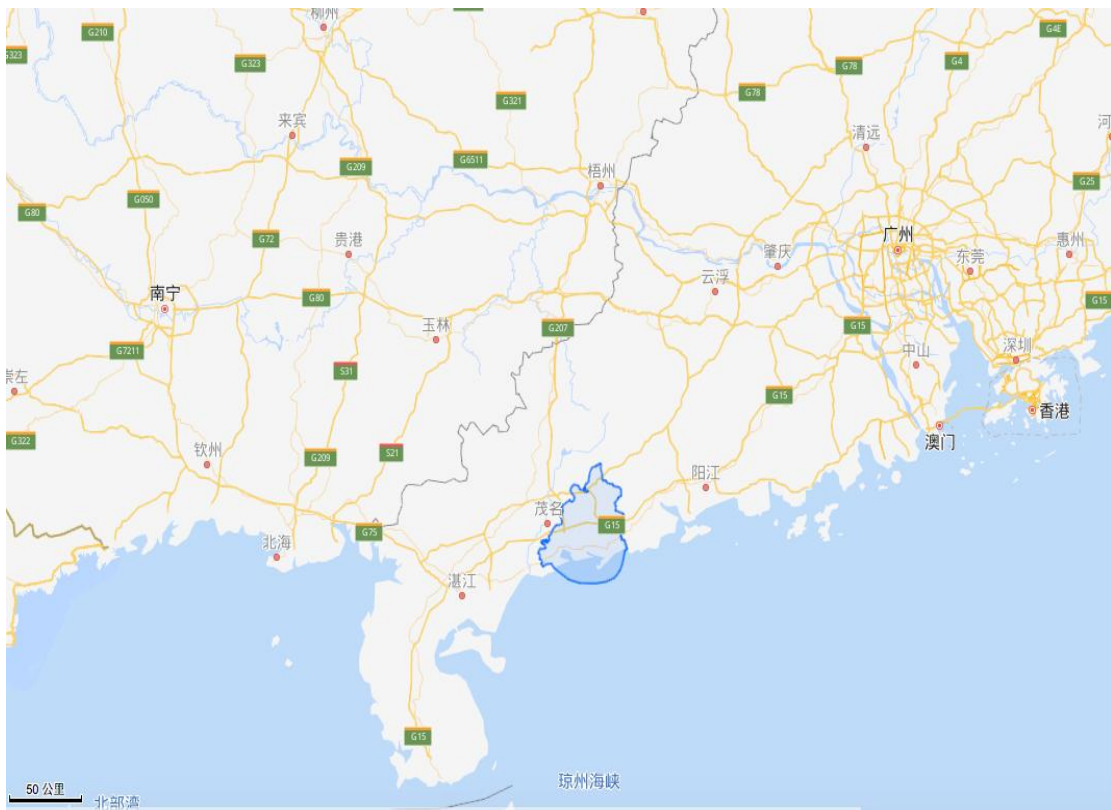 柳州
G210
G4E
G323
G323
G78
G4
G78
G321
河
来宾
清远
G6511
G209
梧州
G25
G050
G80
贵港
G72
广州
惠州
肇庆
东莞
云浮
南宁
G80
G15
玉林
G207
G15
深圳
G7211
中山
S31
崇左
G15
香港
澳门
G322
钦州
G209
S21
阳江
茂名
G15
G75
北海
湛江
G15
琼州海峡
50 公里
北部湾